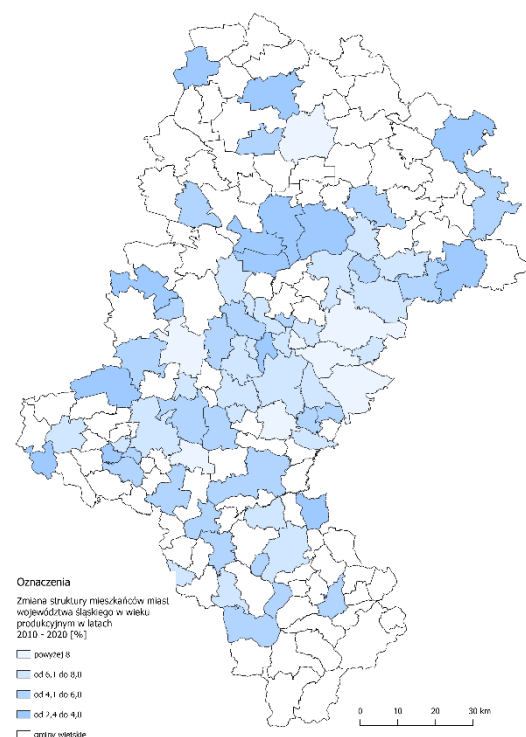 Oznaczenia
Zmiana struktury mieszkańców miast
województwa śląskiego w wieku
produkcyjnym w latach
2010 - 2020 [%]
powyżej 8
od 6,1 do 8,0
od 4,1 do 6,0
od 2,4 do 4,0
gminy wiejskie
0 10 20 30 km